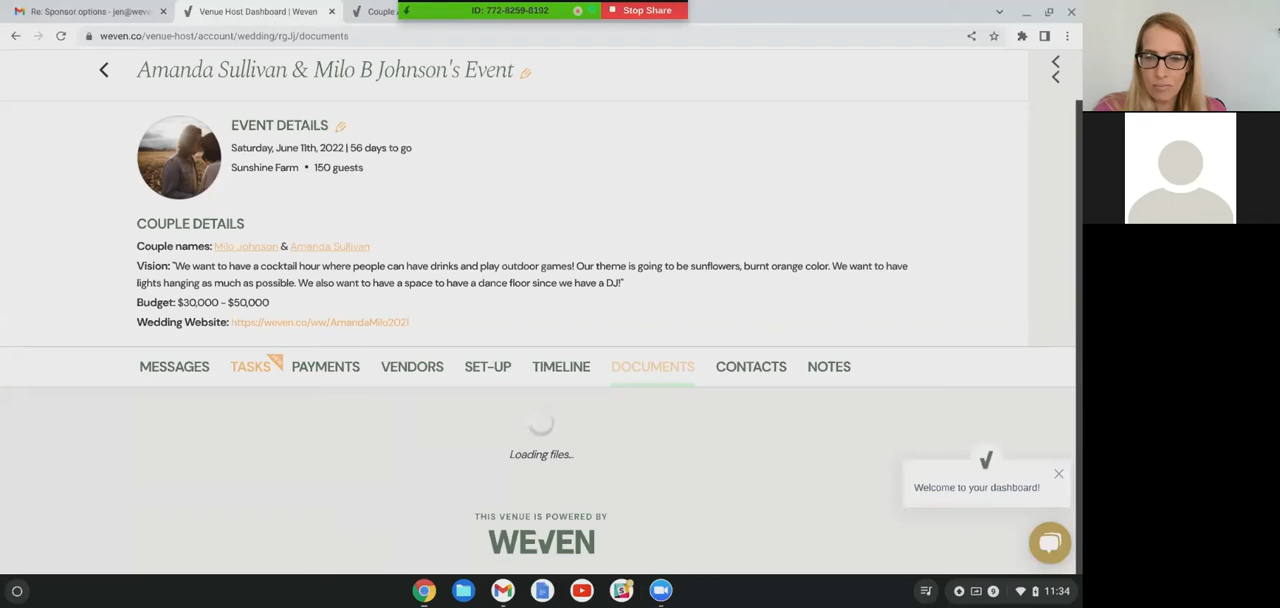 Re: Sponsor options - jen@wev
Venue Host Dashboard | Weven
Couple A
ID: 772-8259-8192
Stop Share
weven.co/venue-host/account/wedding/rgJj/documents
Amanda Sullivan & Milo B Johnson's Event
EVENT DETAILS
Saturday, June 11th, 2022 | 56 days to go
Sunshine Farm • 150 guests
COUPLE DETAILS
Couple names: Milo Johnson & Amanda Sullivan
Vision: "We want to have a cocktail hour where people can have drinks and play outdoor games! Our theme is going to be sunflowers, burnt orange color. We want to have
lights hanging as much as possible. We also want to have a space to have a dance floor since we have a DJ!"
Budget: $30,000 - $50,000
Wedding Website: https://weven.co/ww/AmandaMilo2021
MESSAGES TASKS PAYMENTS VENDORS SET-UP TIMELINE DOCUMENTS CONTACTS NOTES
Loading files...
Welcome to your dashboard!
THIS VENUE IS POWERED BY
WEVEN
11:34